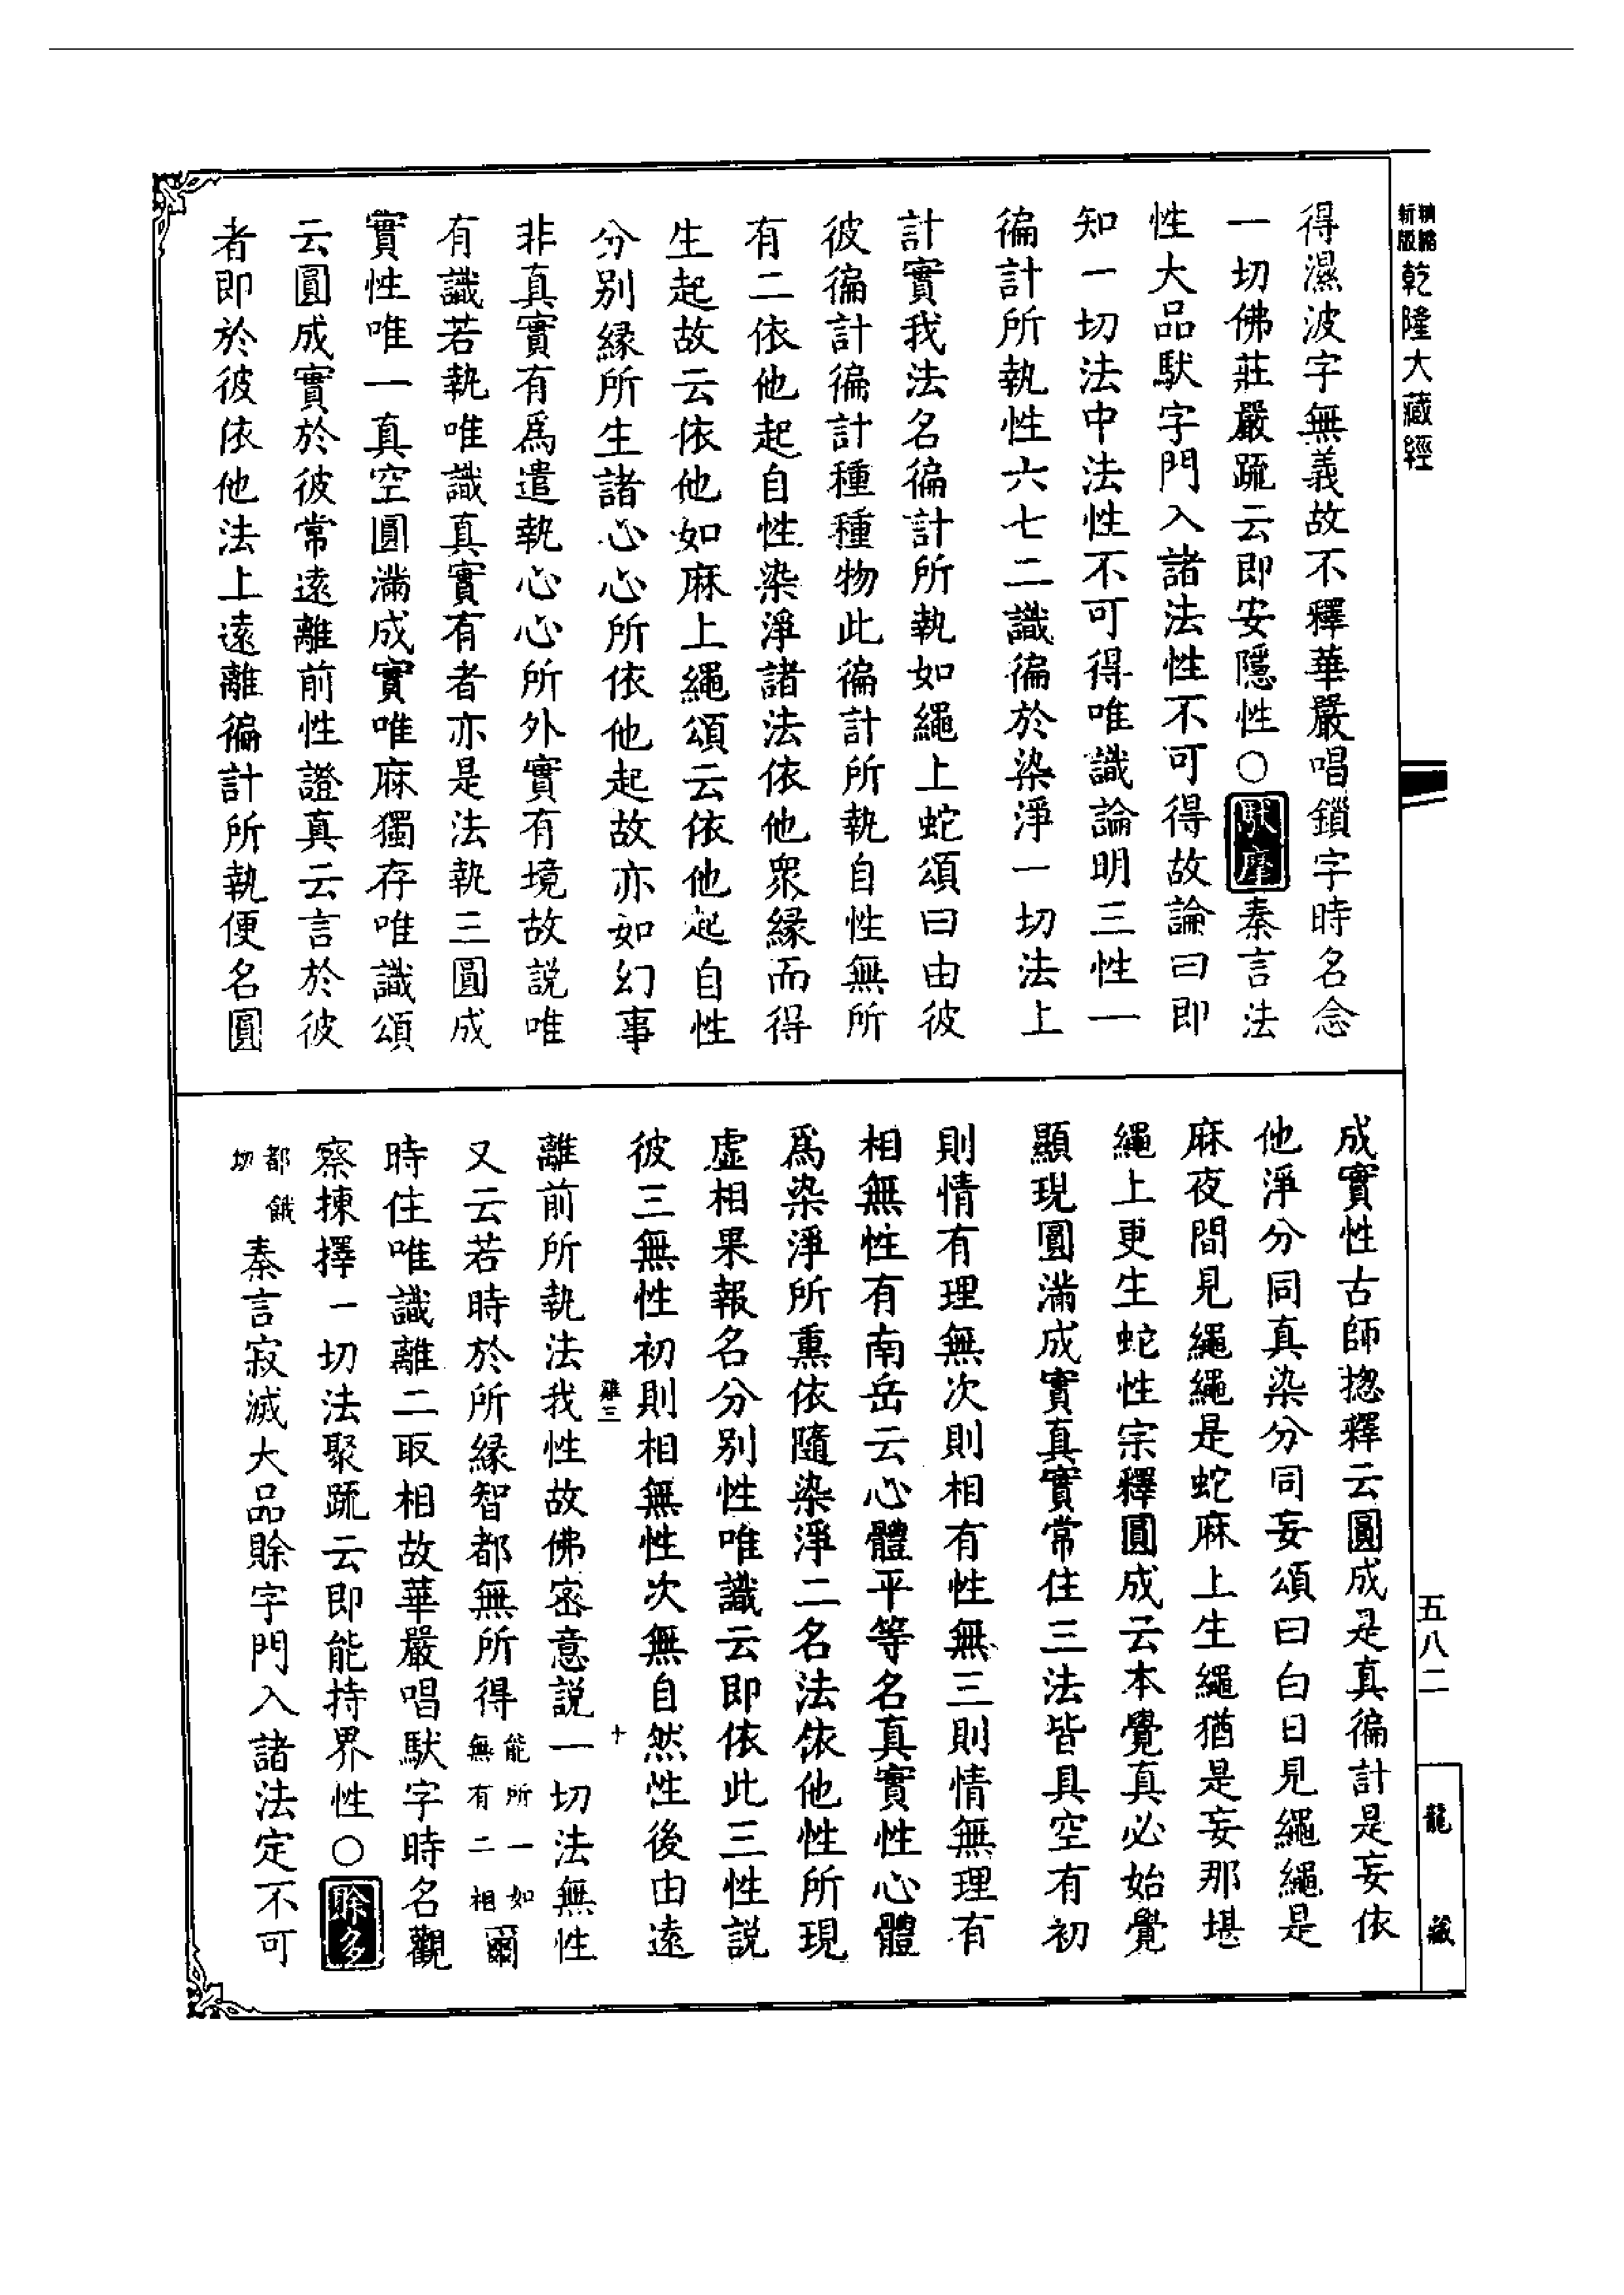 精縮新版 乾隆大藏經
得濕波字無義故不釋華嚴唱鎖字時名念
一切佛莊嚴䟽云即安隱性○䭾摩秦言法
性大品䭾字門入諸法性不可得故論曰即
知一切法中法性不可得唯識論明三性一
徧計所執性六七二識徧於染淨一切法上
計實我法名徧計所執如繩上蛇頌曰由彼
彼徧計徧計種種物此徧計所執自性無所
有二依他起自性染淨諸法依他衆緣而得
生起故云依他如麻上繩頌云依他起自性
分别緣所生諸心心所依他起故亦如幻事
非真實有爲遣執心心所外實有境故説唯
有識若執唯識真實有者亦是法執三圓成
實性唯一真空圓滿成實唯麻獨存唯識頌
云圓成實於彼常遠離前性證真云言於彼
者即於彼依他法上遠離徧計所執便名圓
成實性古師揔釋云圓成是真徧計是妄依
他淨分同真染分同妄頌曰白日見繩繩是
麻夜間見繩繩是蛇麻上生繩猶是妄那堪
繩上更生蛇性宗釋圓成云本覺真必始覺
顯現圓滿成實真實常住三法皆具空有初
則情有理無次則相有性無三則情無理有
相無性有南岳云心體平等名真實性心體
爲染淨所熏依隨染淨二名法依他性所現
虚相果報名分别性唯識云即依此三性説
彼三無性初則相無性次無自然性後由遠
離前所執法我性故佛密意説一切法無性
又云若時於所緣智都無所得能所一如無有二相爾
時住唯識離二取相故華嚴唱䭾字時名觀
察揀擇一切法聚䟽云即能持界性○賖多
都餓切秦言寂滅大品賖字門入諸法定不可
雞三
十
五八二
龍藏